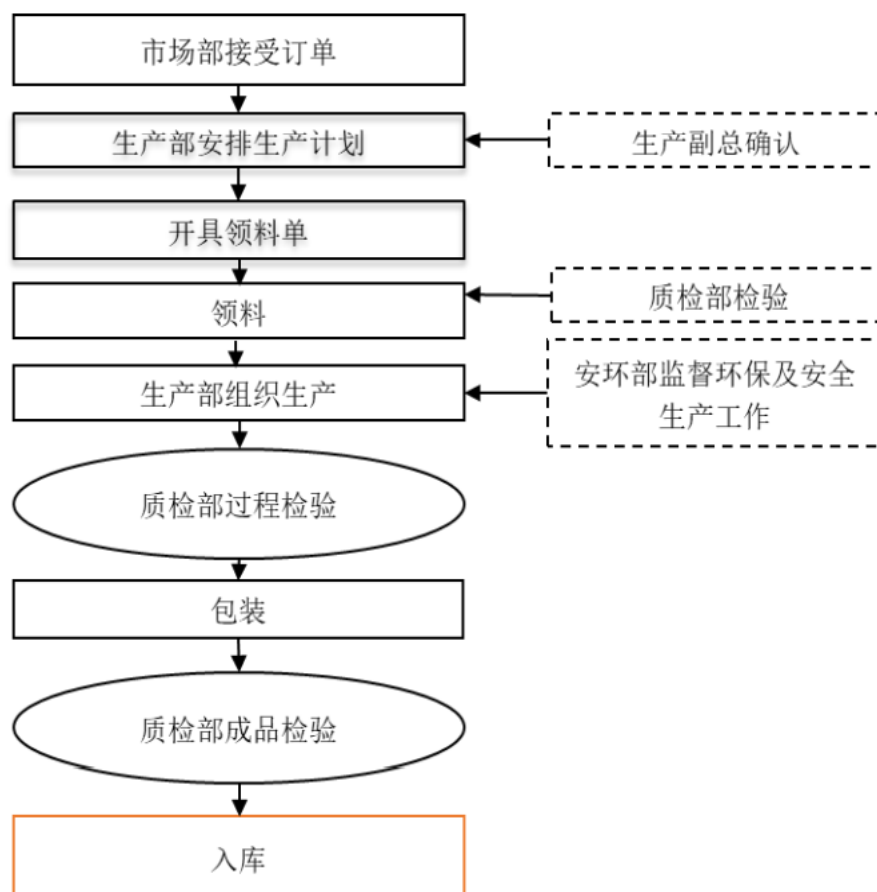 市场部接受订单
生产部安排生产计划
生产副总确认
开具领料单
领料
质检部检验
生产部组织生产
安环部监督环保及安全
生产工作
质检部过程检验
包装
质检部成品检验
入库